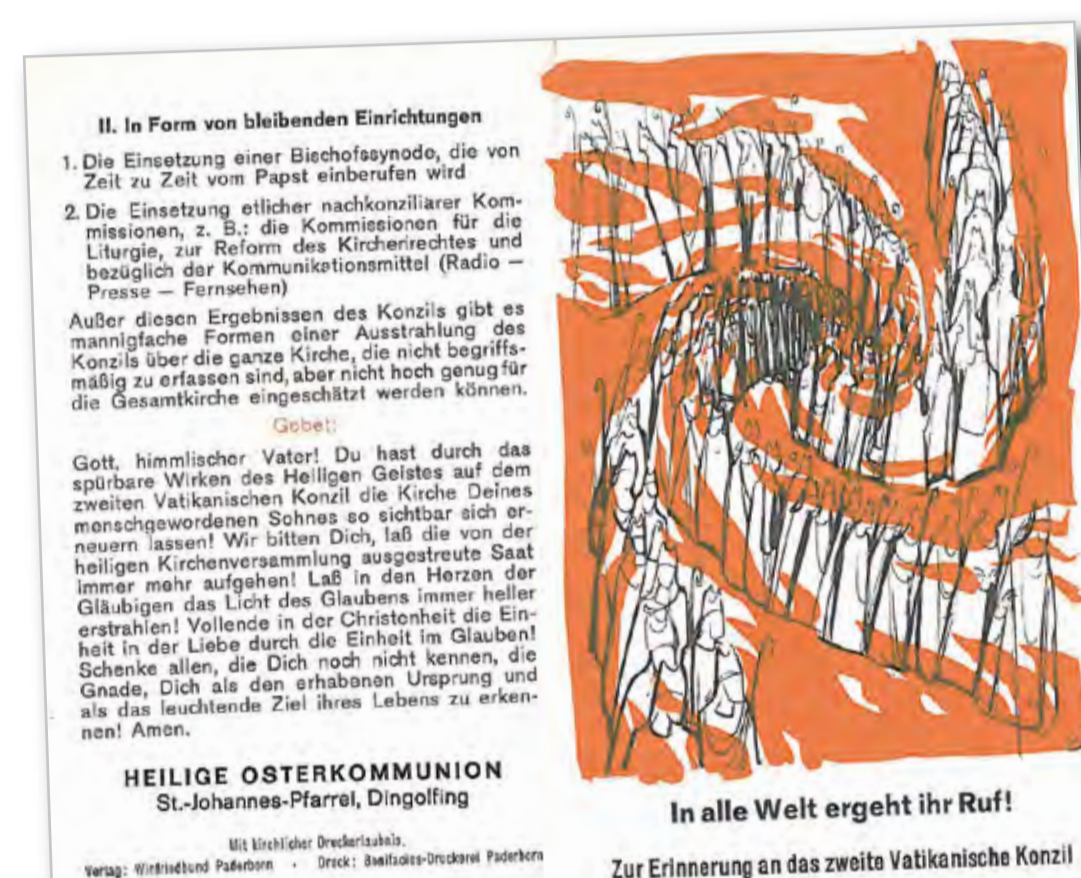 II. In Form von bleibenden Einrichtungen
1. Die Einsetzung einer Bischofssynode, die von
Zeit zu Zeit vom Papst einberufen wird
2. Die Einsetzung etlicher nachkonziliarer Kom-
missionen, z. B.: die Kommissionen für die
Liturgie, zur Reform des Kirchenrechtes und
bezüglich der Kommunikationsmittel (Radio —
Presse — Fernsehen)
Außer diesen Ergebnissen des Konzils gibt es
mannigfache Formen einer Ausstrahlung des
Konzils über die ganze Kirche, die nicht begriffs-
mäßig zu erfassen sind, aber nicht hoch genug für
die Gesamtkirche eingeschätzt werden können.
Gebet:
Gott, himmlischer Vater! Du hast durch das
spürbare Wirken des Heiligen Geistes auf dem
zweiten Vatikanischen Konzil die Kirche Deines
menschgewordenen Sohnes so sichtbar sich er-
neuern lassen! Wir bitten Dich, laß die von der
heiligen Kirchenversammlung ausgestreute Saat
immer mehr aufgehen! Laß in den Herzen der
Gläubigen das Licht des Glaubens immer heller
erstrahlen! Vollende in der Christenheit die Ein-
heit in der Liebe durch die Einheit im Glauben!
Schenke allen, die Dich noch nicht kennen, die
Gnade, Dich als den erhabenen Ursprung und
als das leuchtende Ziel ihres Lebens zu erken-
nen! Amen.
HEILIGE OSTERKOMMUNION
St.-Johannes-Pfarrei, Dingolfing
Mit kirchlicher Druckerlaubnis.
Verlag: Winfriedbund Paderborn · Druck: Bonifacius-Druckerei Paderborn
In alle Welt ergeht ihr Ruf!
Zur Erinnerung an das zweite Vatikanische Konzil